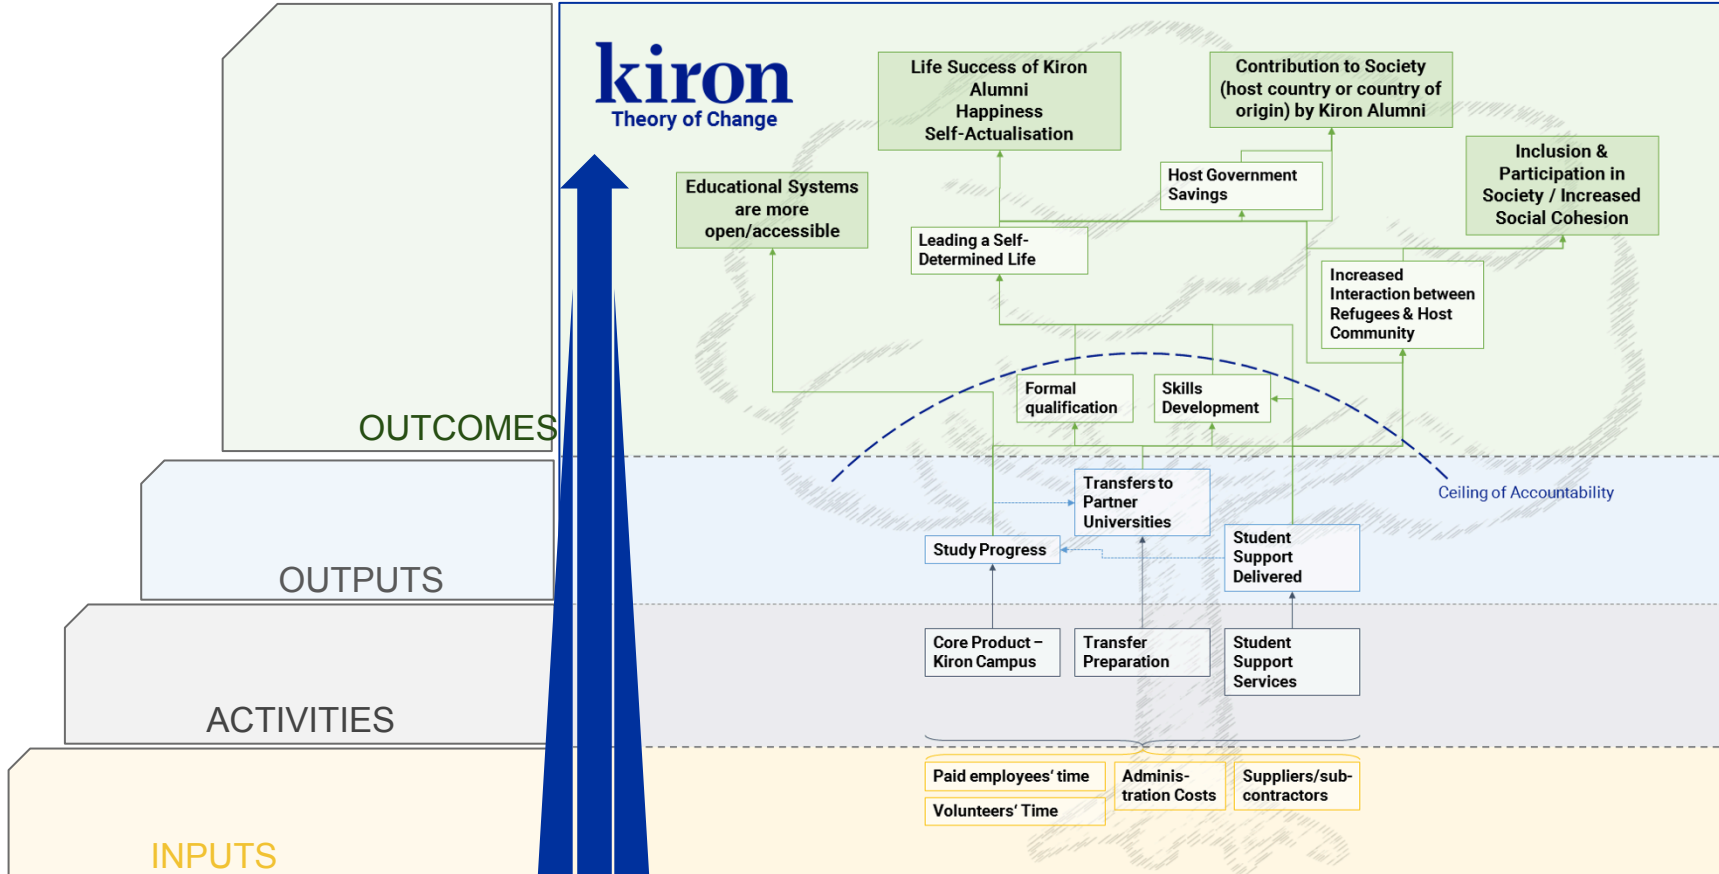 kiron
Theory of Change
Life Success of Kiron
Alumni
Happiness
Self-Actualisation
Contribution to Society
(host country or country of
origin) by Kiron Alumni
Inclusion &
Participation in
Society / Increased
Social Cohesion
Educational Systems
are more
open/accessible
Host Government
Savings
Leading a Self-
Determined Life
Increased
Interaction between
Refugees & Host
Community
Formal
qualification
Skills
Development
OUTCOMES
Ceiling of Accountability
Transfers to
Partner
Universities
Study Progress
Student
Support
Delivered
OUTPUTS
Core Product –
Kiron Campus
Transfer
Preparation
Student
Support
Services
ACTIVITIES
Paid employees‘ time
Volunteers‘ Time
Adminis-
tration Costs
Suppliers/sub-
contractors
INPUTS